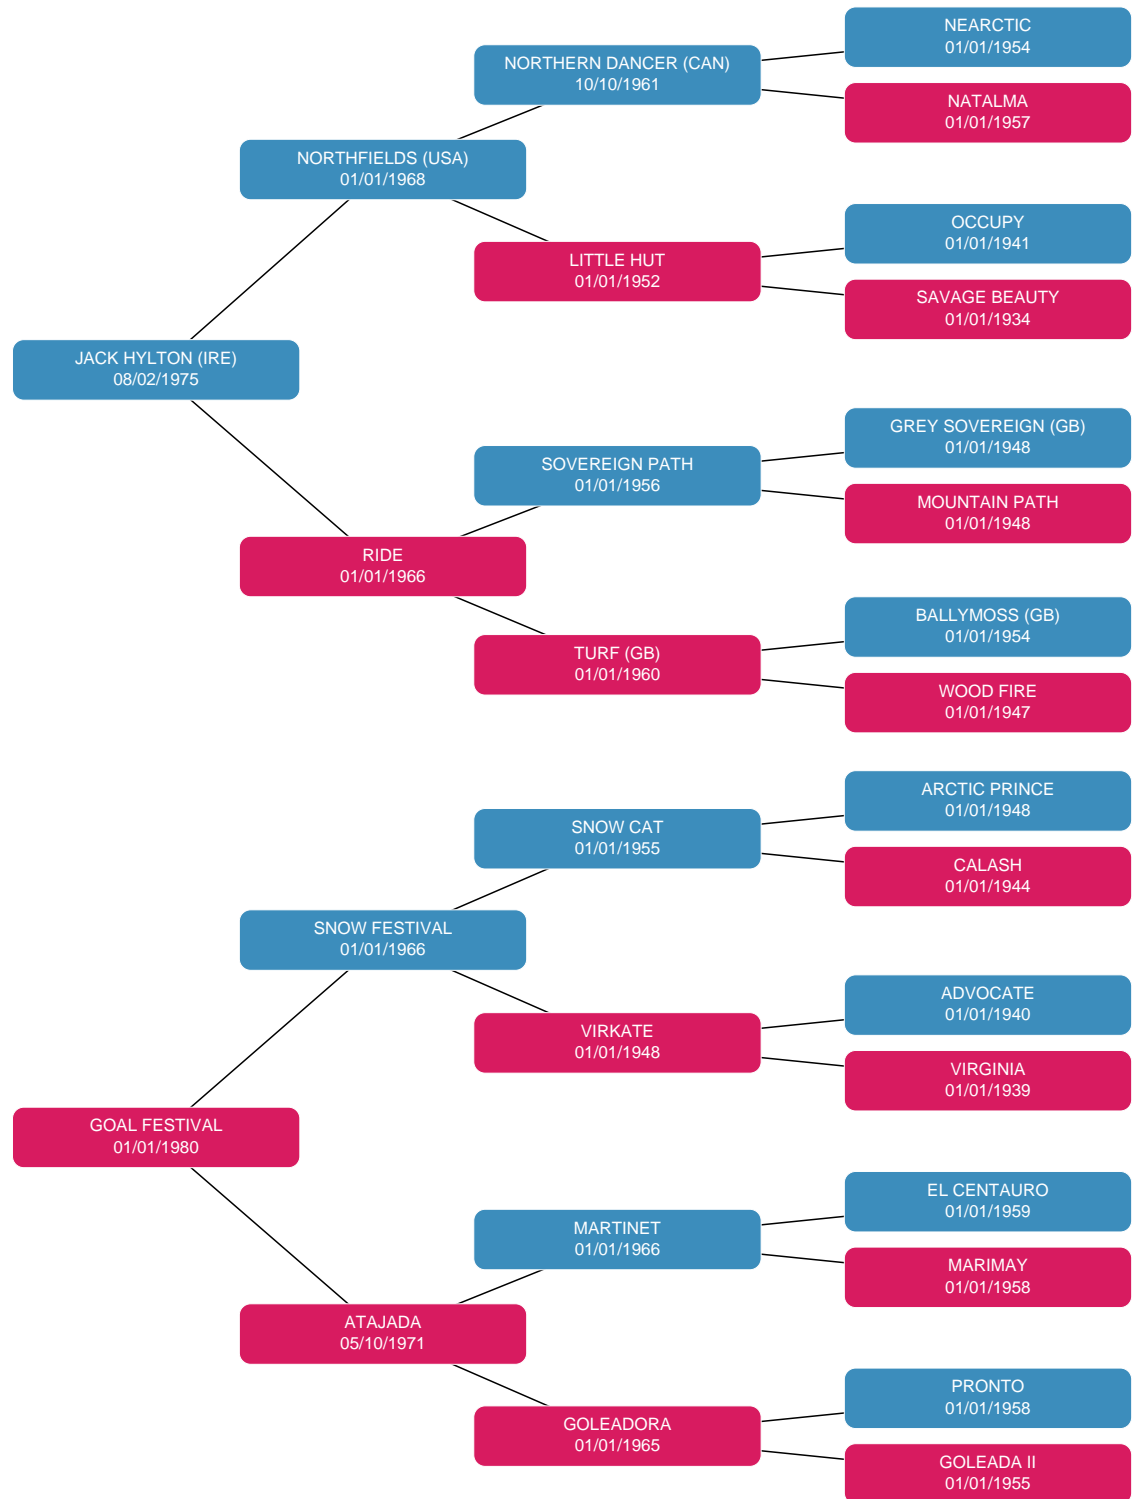 NEARCTIC
01/01/1954
NORTHERN DANCER (CAN)
10/10/1961
NATALMA
01/01/1957
NORTHFIELDS (USA)
01/01/1968
OCCUPY
01/01/1941
LITTLE HUT
01/01/1952
SAVAGE BEAUTY
01/01/1934
JACK HYLTON (IRE)
08/02/1975
GREY SOVEREIGN (GB)
01/01/1948
SOVEREIGN PATH
01/01/1956
MOUNTAIN PATH
01/01/1948
RIDE
01/01/1966
BALLYMOSS (GB)
01/01/1954
TURF (GB)
01/01/1960
WOOD FIRE
01/01/1947
ARCTIC PRINCE
01/01/1948
SNOW CAT
01/01/1955
CALASH
01/01/1944
SNOW FESTIVAL
01/01/1966
ADVOCATE
01/01/1940
VIRKATE
01/01/1948
VIRGINIA
01/01/1939
GOAL FESTIVAL
01/01/1980
EL CENTAURO
01/01/1959
MARTINET
01/01/1966
MARIMAY
01/01/1958
ATAJADA
05/10/1971
PRONTO
01/01/1958
GOLEADORA
01/01/1965
GOLEADA II
01/01/1955